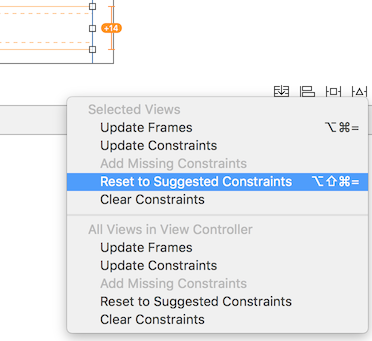 +14
Selected Views
Update Frames ⌥⌘=
Update Constraints
Add Missing Constraints
Reset to Suggested Constraints ⌥⇧⌘=
Clear Constraints
All Views in View Controller
Update Frames
Update Constraints
Add Missing Constraints
Reset to Suggested Constraints
Clear Constraints